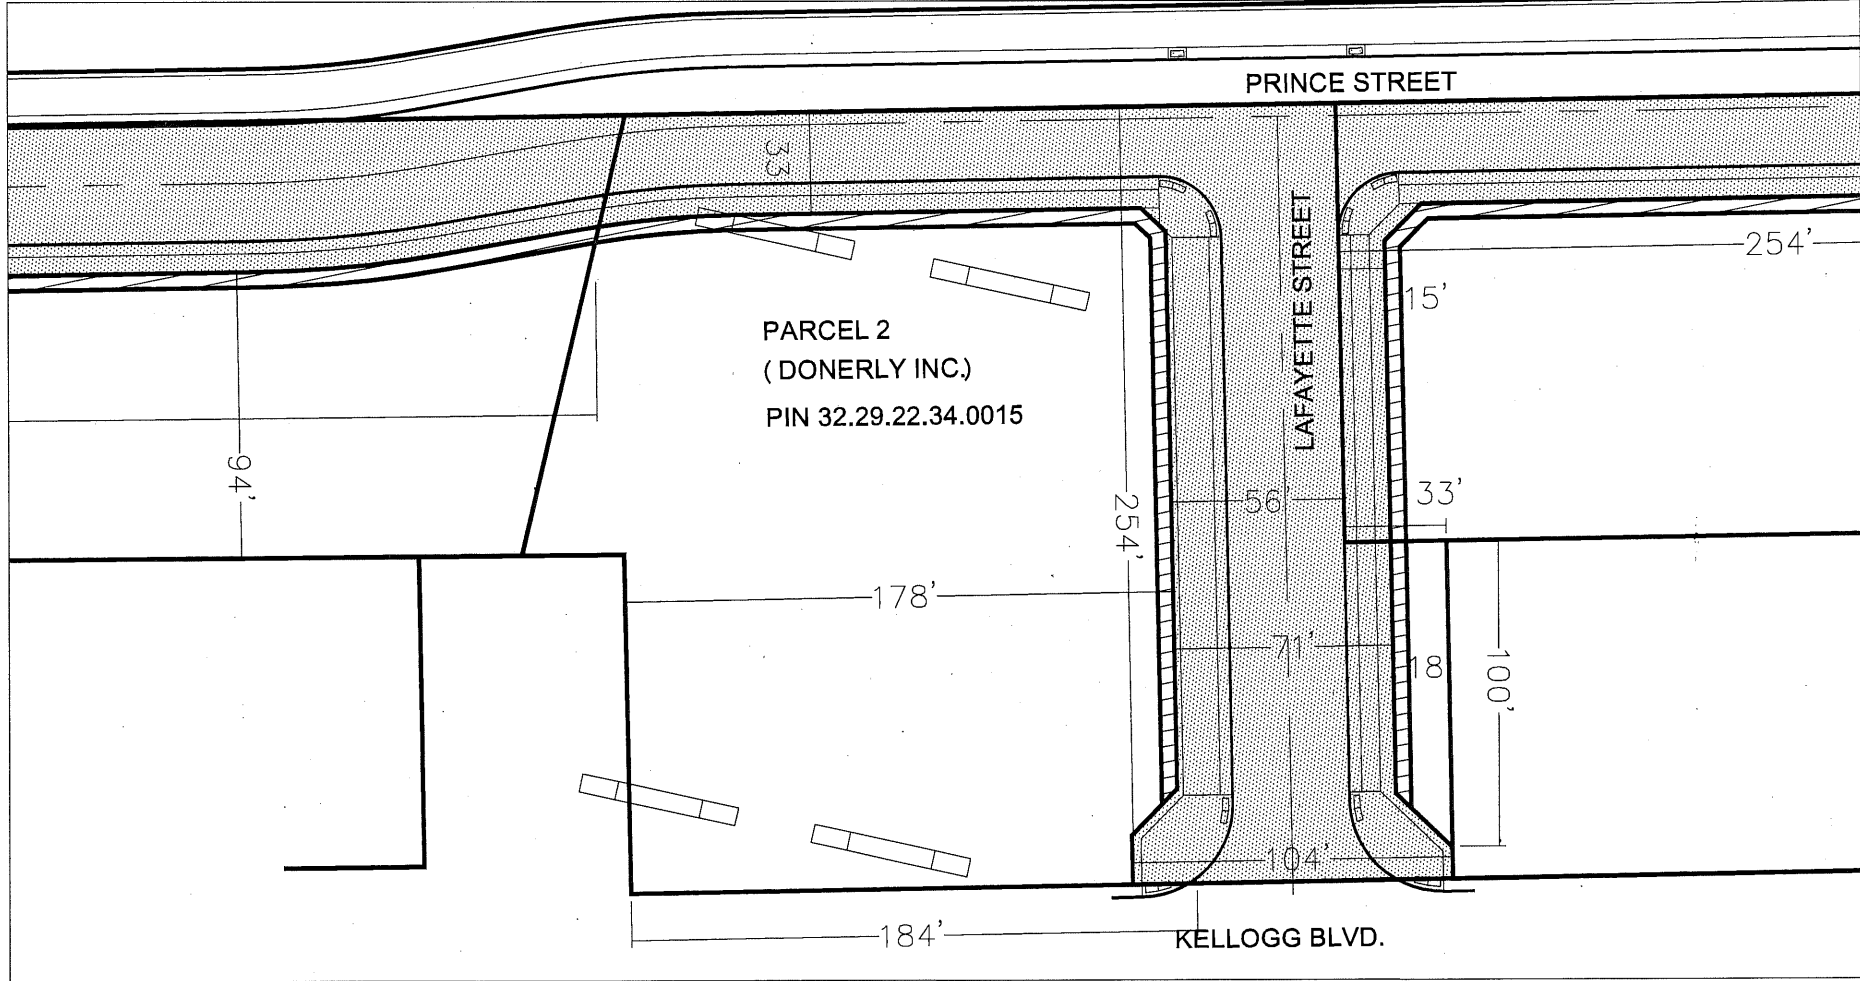 PRINCE STREET
33
LAFAYETTE STREET
254'
15'
PARCEL 2
( DONERLY INC.)
PIN 32.29.22.34.0015
94'
254'
56
33'
178'
71'
18
100'
104'
184'
KELLOGG BLVD.